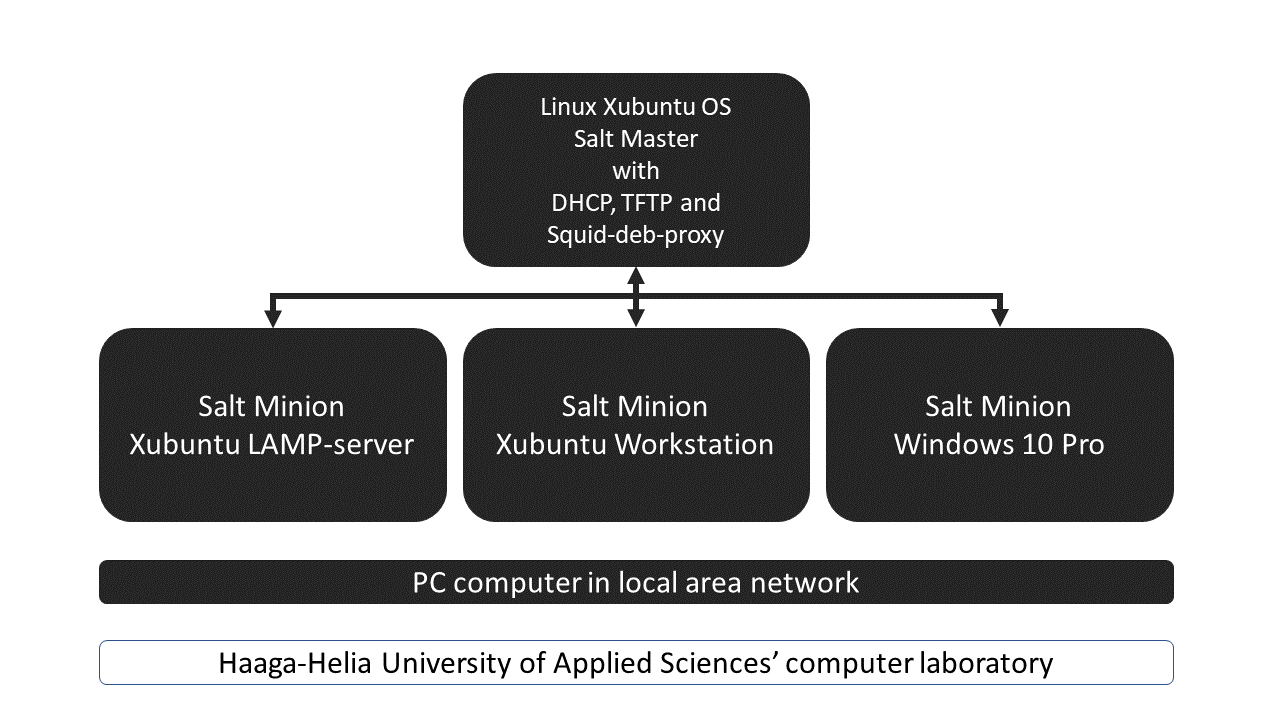 Linux Xubuntu OS
Salt Master
with
DHCP, TFTP and
Squid-deb-proxy
Salt Minion
Xubuntu LAMP-server
Salt Minion
Xubuntu Workstation
Salt Minion
Windows 10 Pro
PC computer in local area network
Haaga-Helia University of Applied Sciences’ computer laboratory